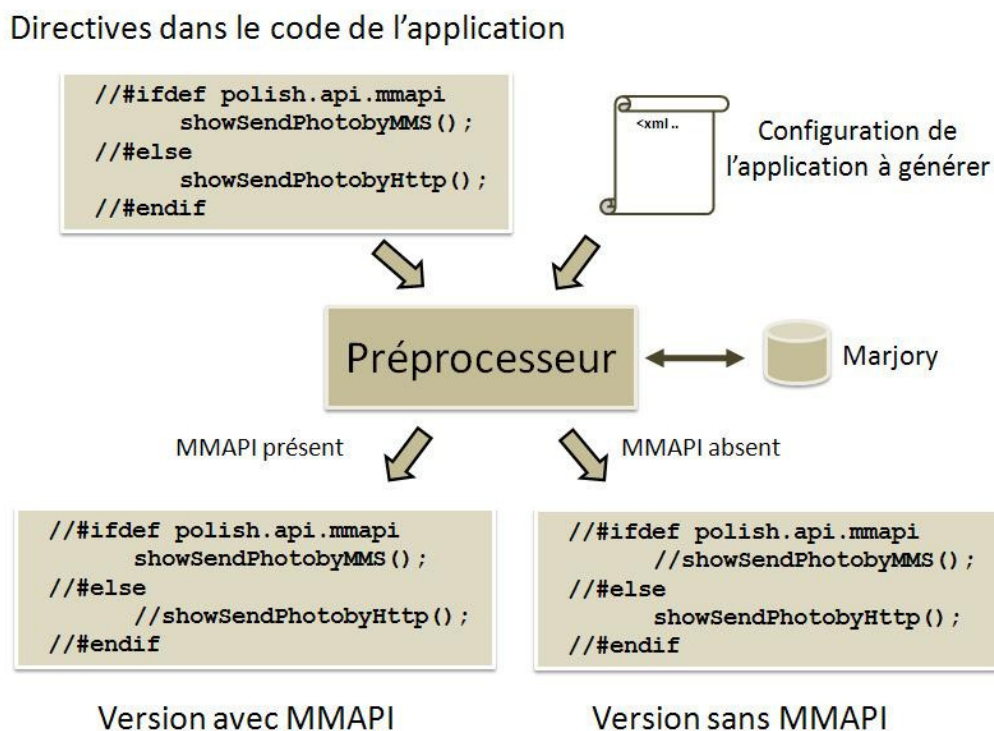 Directives dans le code de l'application
//#ifdef polish.api.mmapi
showSendPhotobyMMS();
//#else
showSendPhotobyHttp();
//#endif
<xml ..
Configuration de
l'application à générer
Préprocesseur
Marjory
MMAPI présent
MMAPI absent
//#ifdef polish.api.mmapi
showSendPhotobyMMS();
//#else
//showSendPhotobyHttp();
//#endif
//#ifdef polish.api.mmapi
//showSendPhotobyMMS();
//#else
showSendPhotobyHttp();
//#endif
Version avec MMAPI
Version sans MMAPI